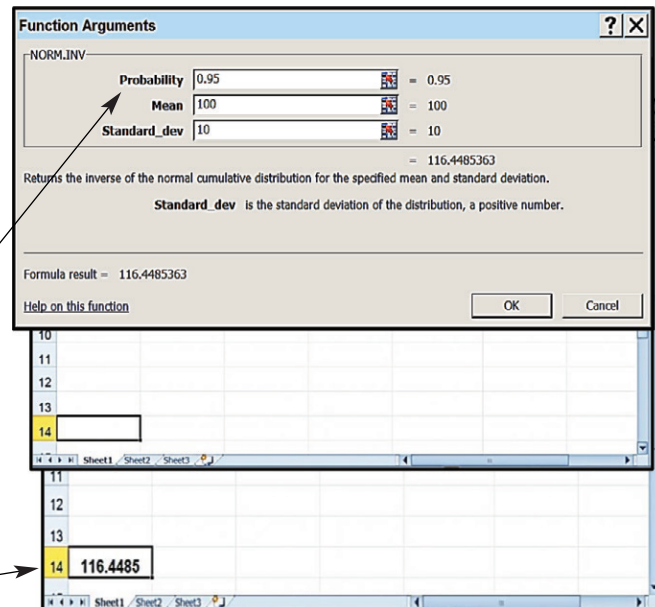 Function Arguments ? X
NORM.INV
Probability 0.95 = 0.95
Mean 100 = 100
Standard_dev 10 = 10
= 116.4485363
Returns the inverse of the normal cumulative distribution for the specified mean and standard deviation.
Standard_dev is the standard deviation of the distribution, a positive number.
Formula result = 116.4485363
Help on this function OK Cancel
10
11
12
13
14
Sheet1 Sheet2 Sheet3
11
12
13
14 116.4485
Sheet1 Sheet2 Sheet3